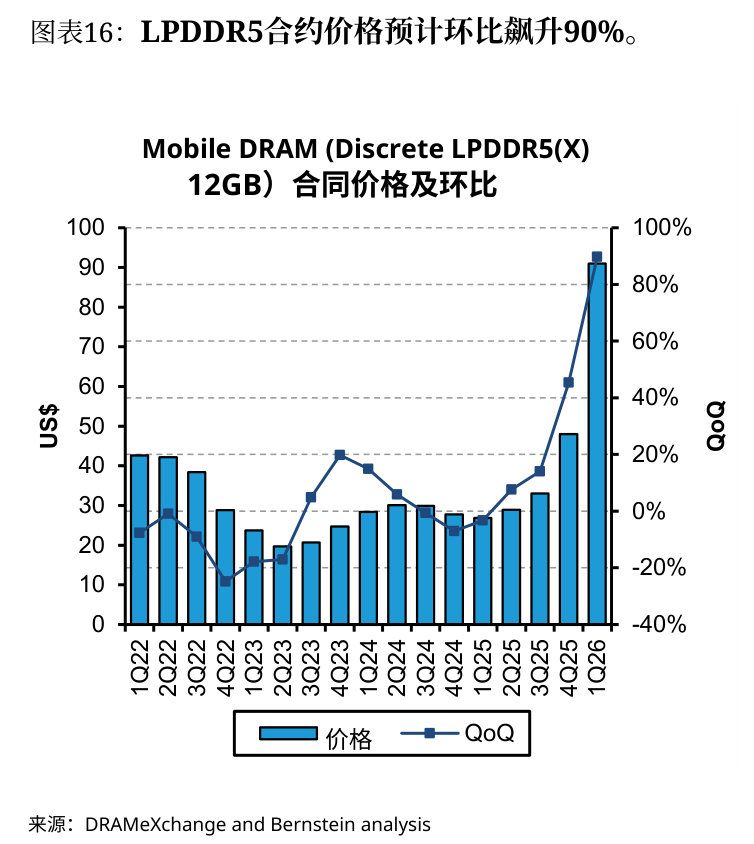 图表16：LPDDR5合约价格预计环比飙升90%。
Mobile DRAM (Discrete LPDDR5(X)
12GB）合同价格及环比
100
90
80
70
60
50
40
30
20
10
0
US$
100%
80%
60%
40%
20%
0%
-20%
-40%
QoQ
1Q22
2Q22
3Q22
4Q22
1Q23
2Q23
3Q23
4Q23
1Q24
2Q24
3Q24
4Q24
1Q25
2Q25
3Q25
4Q25
1Q26
价格
QoQ
来源：DRAMeXchange and Bernstein analysis